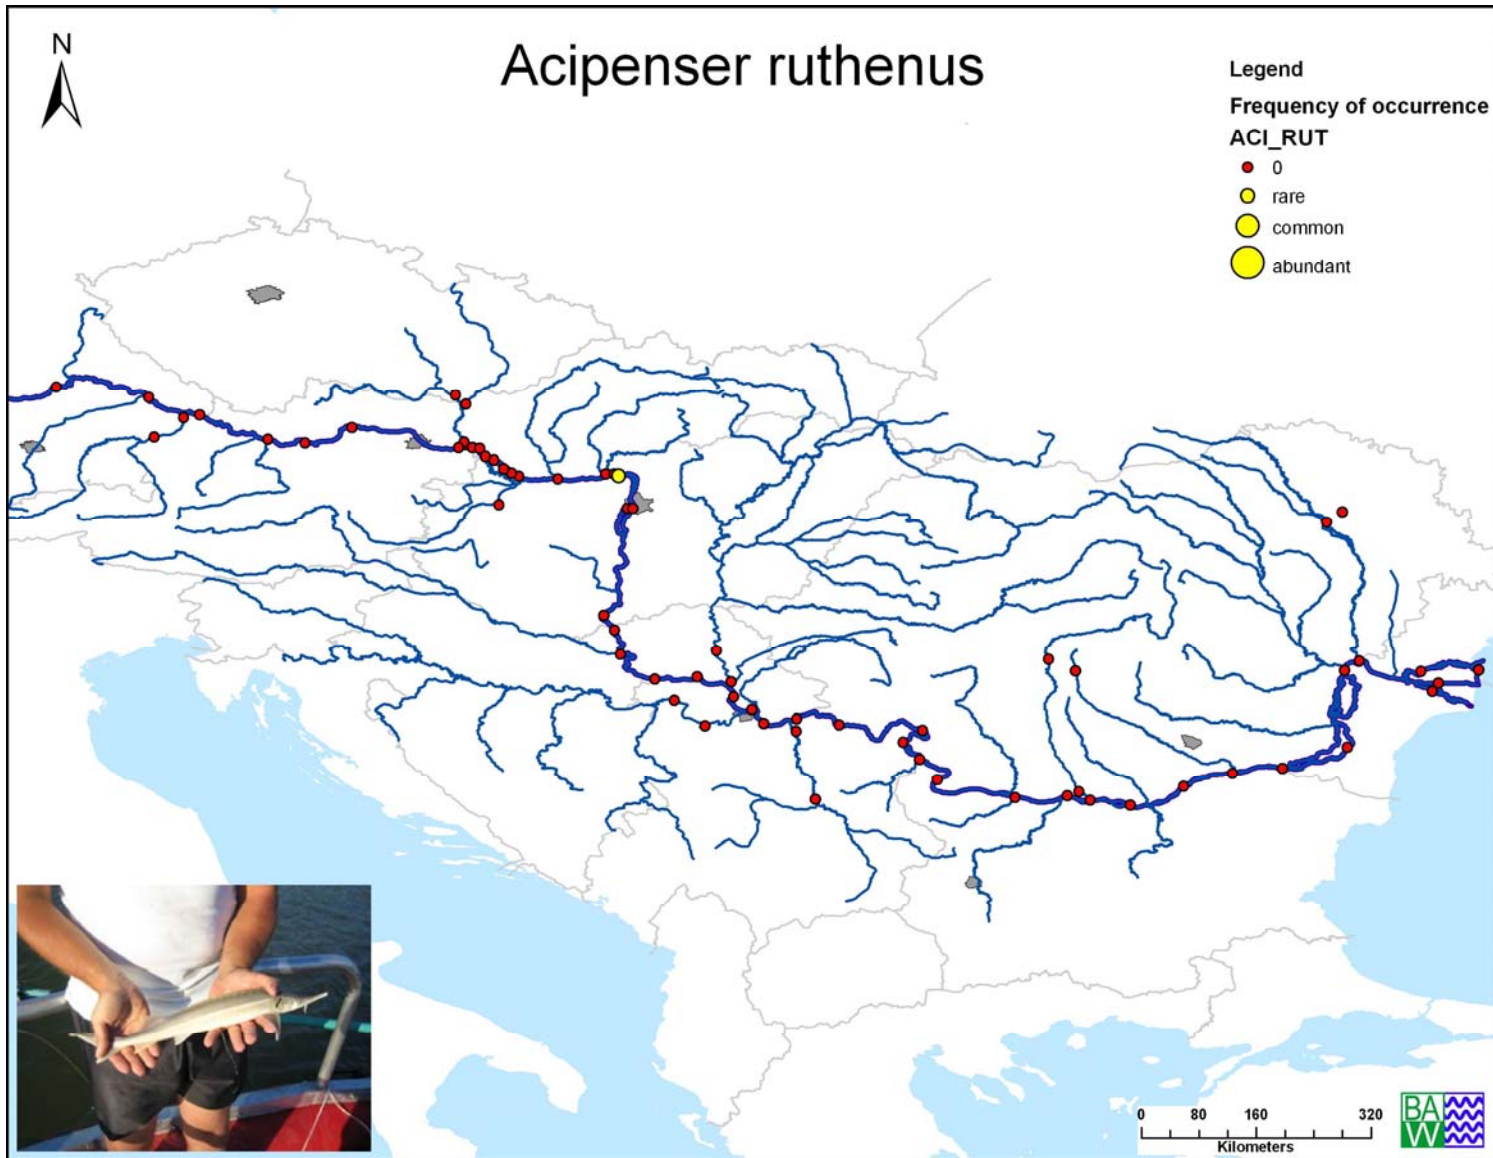 N
Acipenser ruthenus
Legend
Frequency of occurrence
ACI_RUT
0
rare
common
abundant
0 80 160 320
Kilometers
BA
W